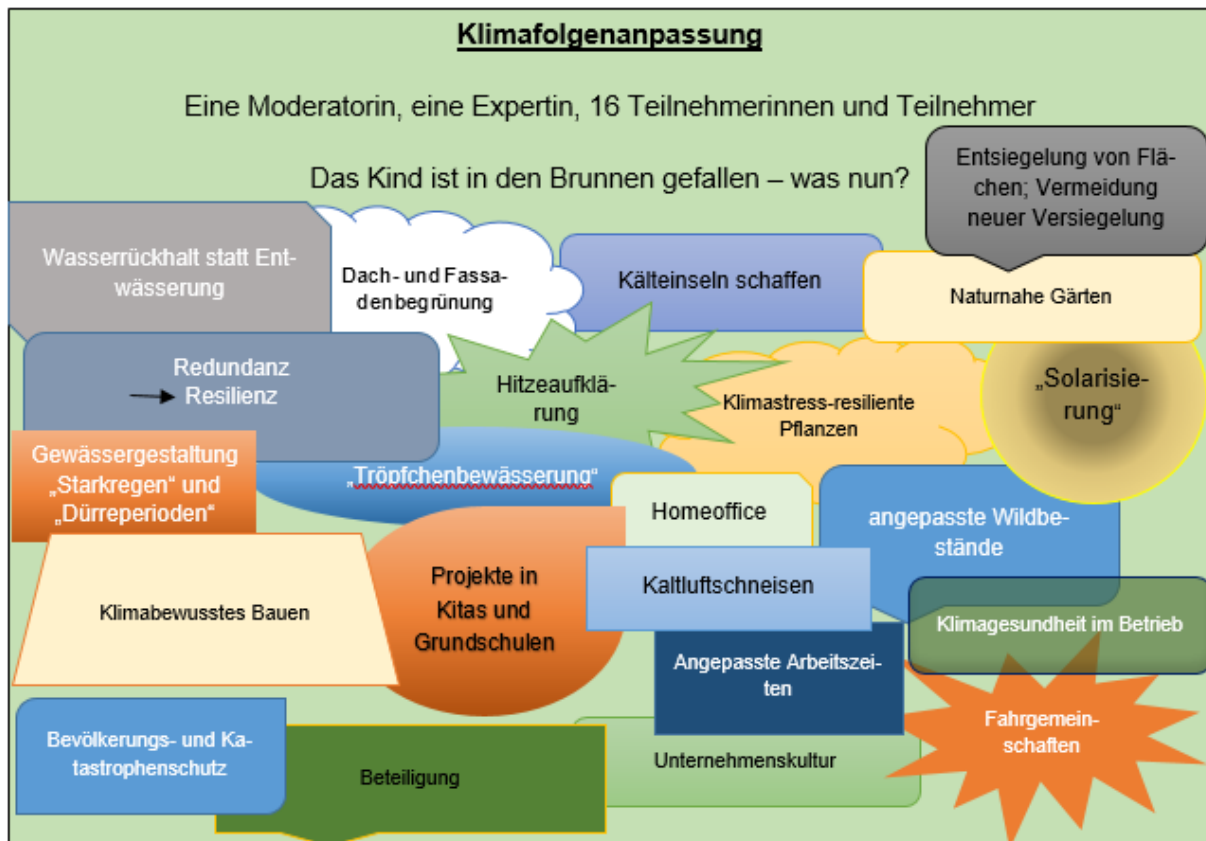 Klimafolgenanpassung
Eine Moderatorin, eine Expertin, 16 Teilnehmerinnen und Teilnehmer
Das Kind ist in den Brunnen gefallen – was nun?
Entsiegelung von Flä-
chen; Vermeidung
neuer Versiegelung
Wasserrückhalt statt Ent-
wässerung
Dach- und Fassa-
denbegrünung
Kälteinseln schaffen
Naturnahe Gärten
Redundanz
Resilienz
Hitzeaufklä-
rung
Klimastress-resiliente
Pflanzen
„Solarisie-
rung“
Gewässergestaltung
„Starkregen“ und
„Dürreperioden“
„Tröpfchenbewässerung“
Homeoffice
angepasste Wildbe-
stände
Klimabewusstes Bauen
Projekte in
Kitas und
Grundschulen
Kaltluftschneisen
Klimagesundheit im Betrieb
Angepasste Arbeitszei-
ten
Fahrgemein-
schaften
Bevölkerungs- und Ka-
tastrophenschutz
Beteiligung
Unternehmenskultur